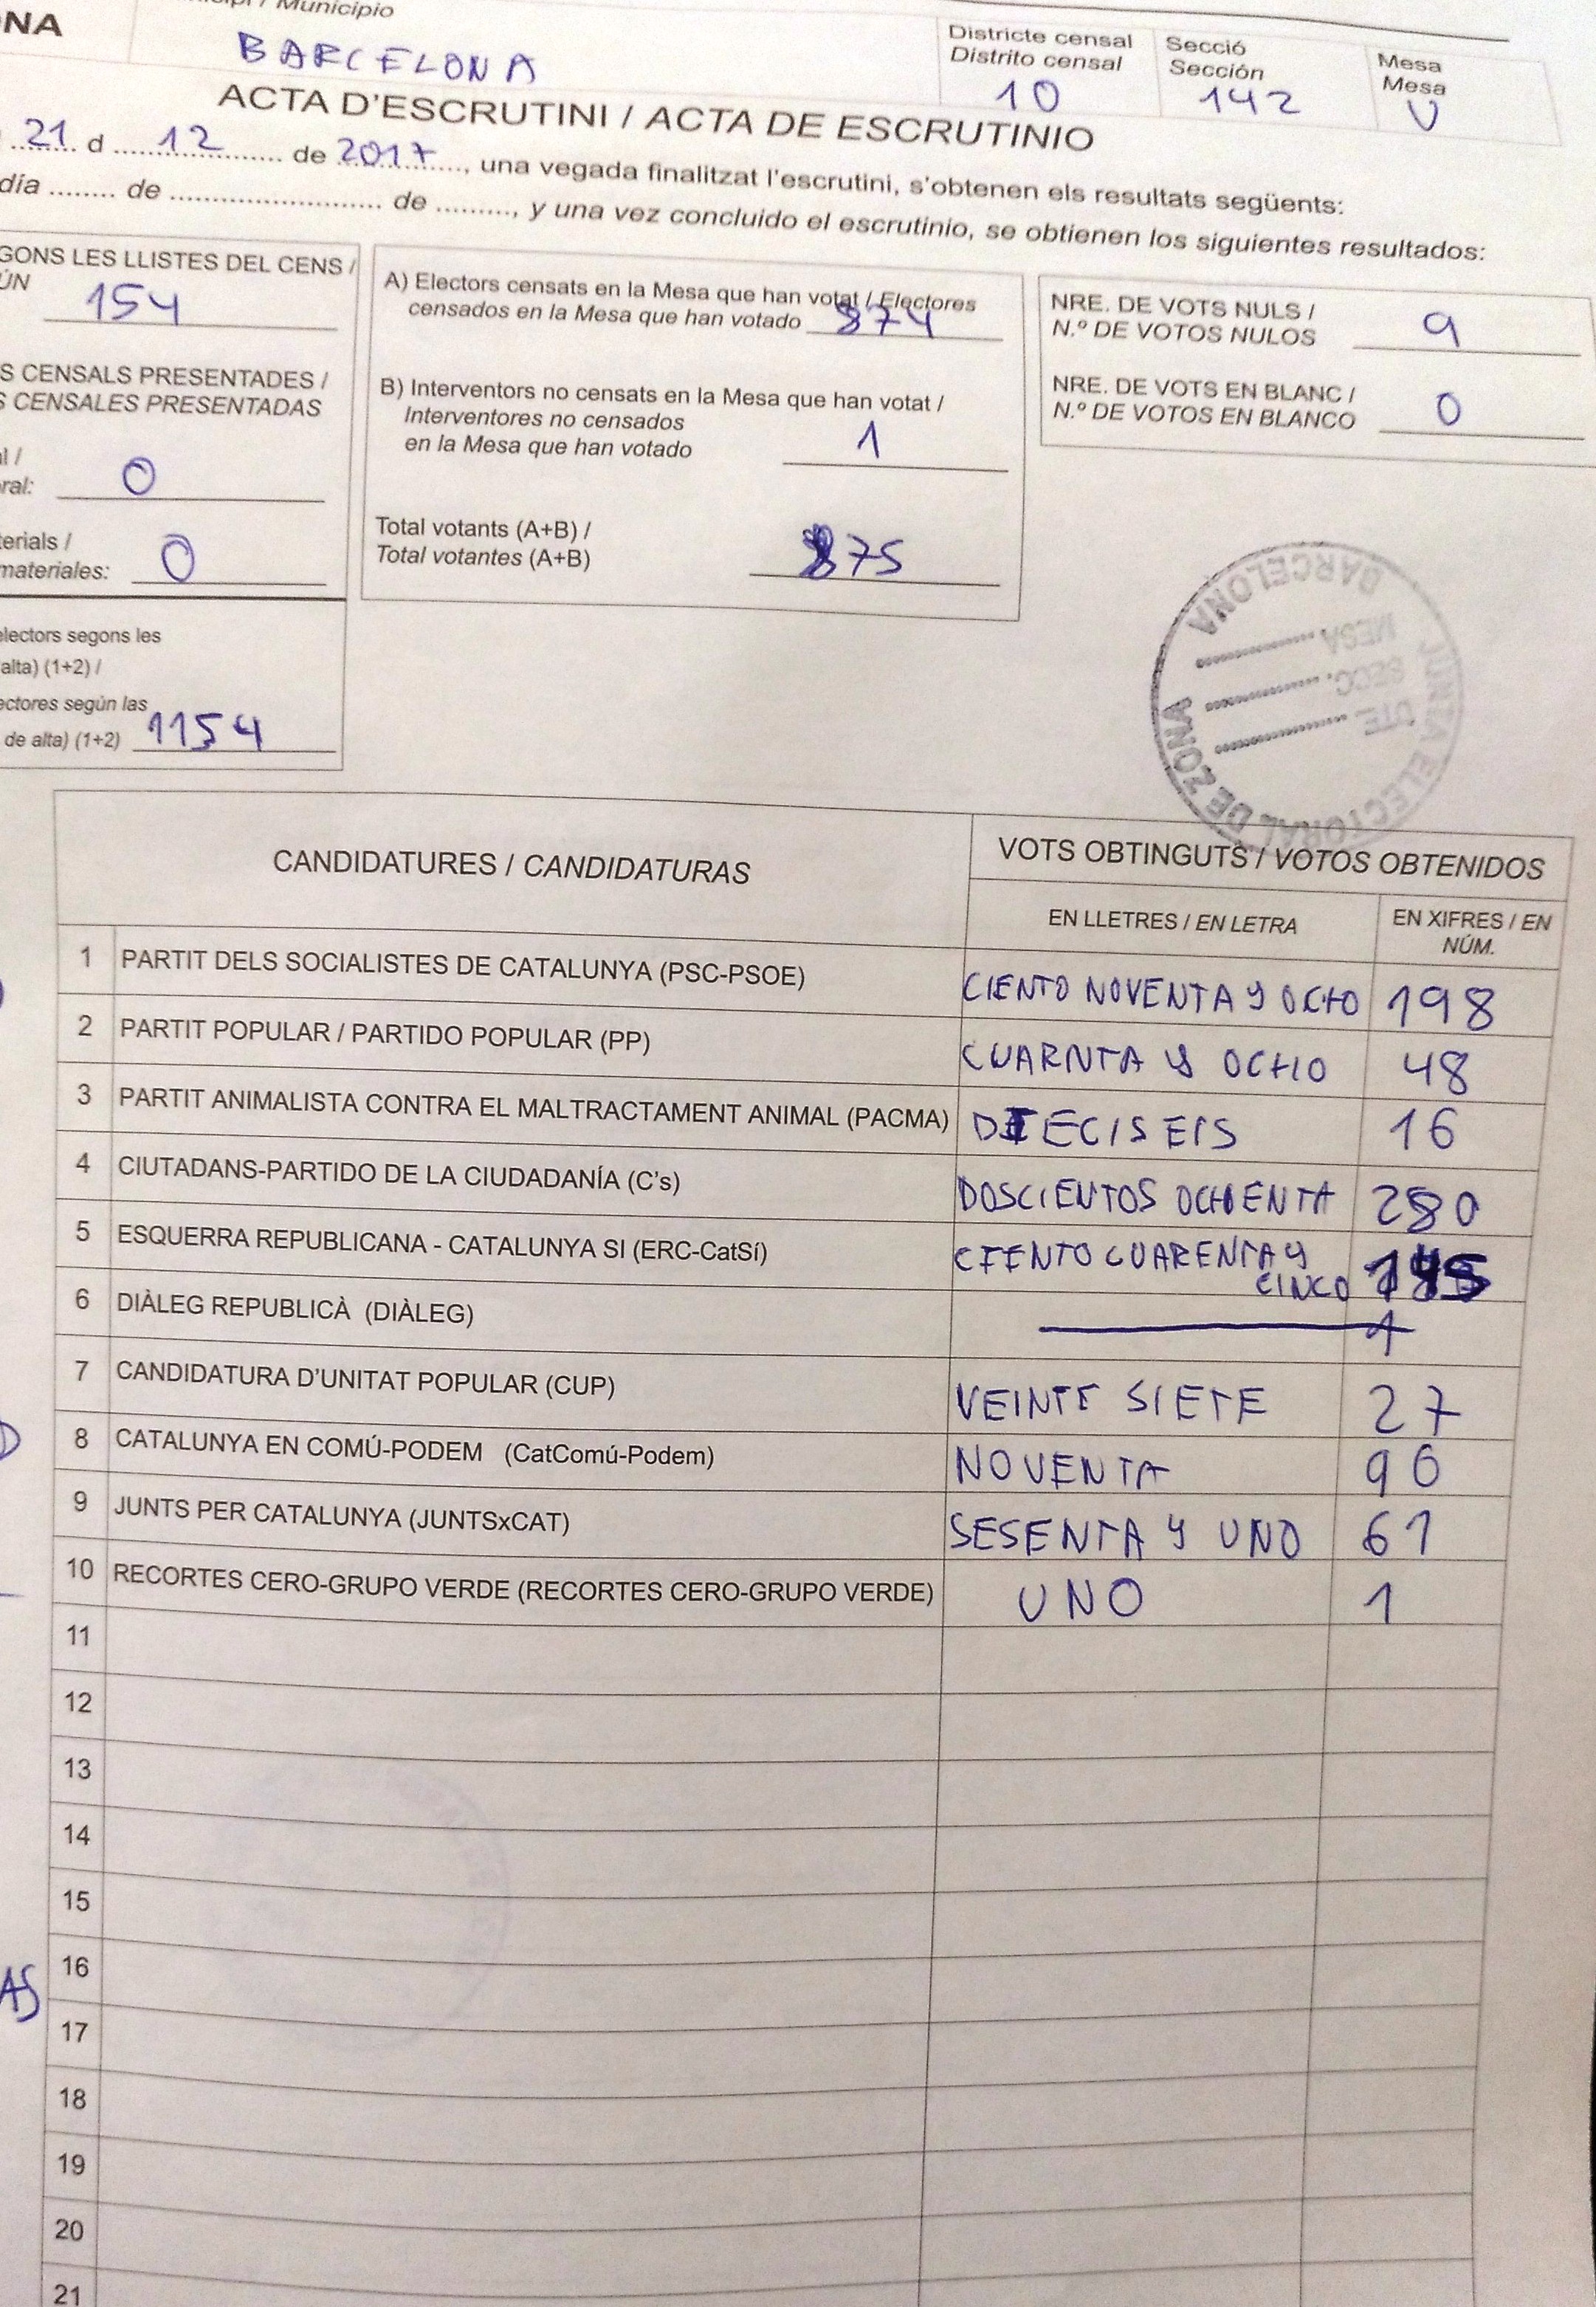 NA
Municipi / Municipio
BARCELONA
Districte censal
Distrito censal
10
Secció
Sección
142
Mesa
Mesa
U
ACTA D'ESCRUTINI / ACTA DE ESCRUTINIO
21 d 12 de 2017, una vegada finalitzat l'escrutini, s'obtenen els resultats següents:
día ........ de ........................ de ........., y una vez concluido el escrutinio, se obtienen los siguientes resultados:
GONS LES LLISTES DEL CENS /
ÚN
154
S CENSALS PRESENTADES /
S CENSALES PRESENTADAS
al /
ral: 0
terials /
materiales: 0
electors segons les
alta) (1+2) /
ectores según las
de alta) (1+2) 1154
A) Electors censats en la Mesa que han votat / Electores
censados en la Mesa que han votado 874
B) Interventors no censats en la Mesa que han votat /
Interventores no censados
en la Mesa que han votado 1
Total votants (A+B) /
Total votantes (A+B) 875
NRE. DE VOTS NULS /
N.º DE VOTOS NULOS 9
NRE. DE VOTS EN BLANC /
N.º DE VOTOS EN BLANCO 0
JUNTA ELECTORAL DE ZONA
BARCELONA
DTE.
SECC.
MESA
CANDIDATURES / CANDIDATURAS
VOTS OBTINGUTS / VOTOS OBTENIDOS
EN LLETRES / EN LETRA
EN XIFRES / EN
NÚM.
1 PARTIT DELS SOCIALISTES DE CATALUNYA (PSC-PSOE) CIENTO NOVENTA Y OCHO 198
2 PARTIT POPULAR / PARTIDO POPULAR (PP) CUARNTA Y OCHO 48
3 PARTIT ANIMALISTA CONTRA EL MALTRACTAMENT ANIMAL (PACMA) DIECISEIS 16
4 CIUTADANS-PARTIDO DE LA CIUDADANÍA (C's) DOSCIENTOS OCHOENTA 280
5 ESQUERRA REPUBLICANA - CATALUNYA SI (ERC-CatSí) CIENTO CUARENTA Y
CINCO 145
6 DIÀLEG REPUBLICÀ (DIÀLEG) 1
7 CANDIDATURA D'UNITAT POPULAR (CUP) VEINTE SIETE 27
8 CATALUNYA EN COMÚ-PODEM (CatComú-Podem) NOVENTA 90
9 JUNTS PER CATALUNYA (JUNTSxCAT) SESENTA Y UNO 61
10 RECORTES CERO-GRUPO VERDE (RECORTES CERO-GRUPO VERDE) UNO 1
11
12
13
14
15
16
AS
17
18
19
20
21